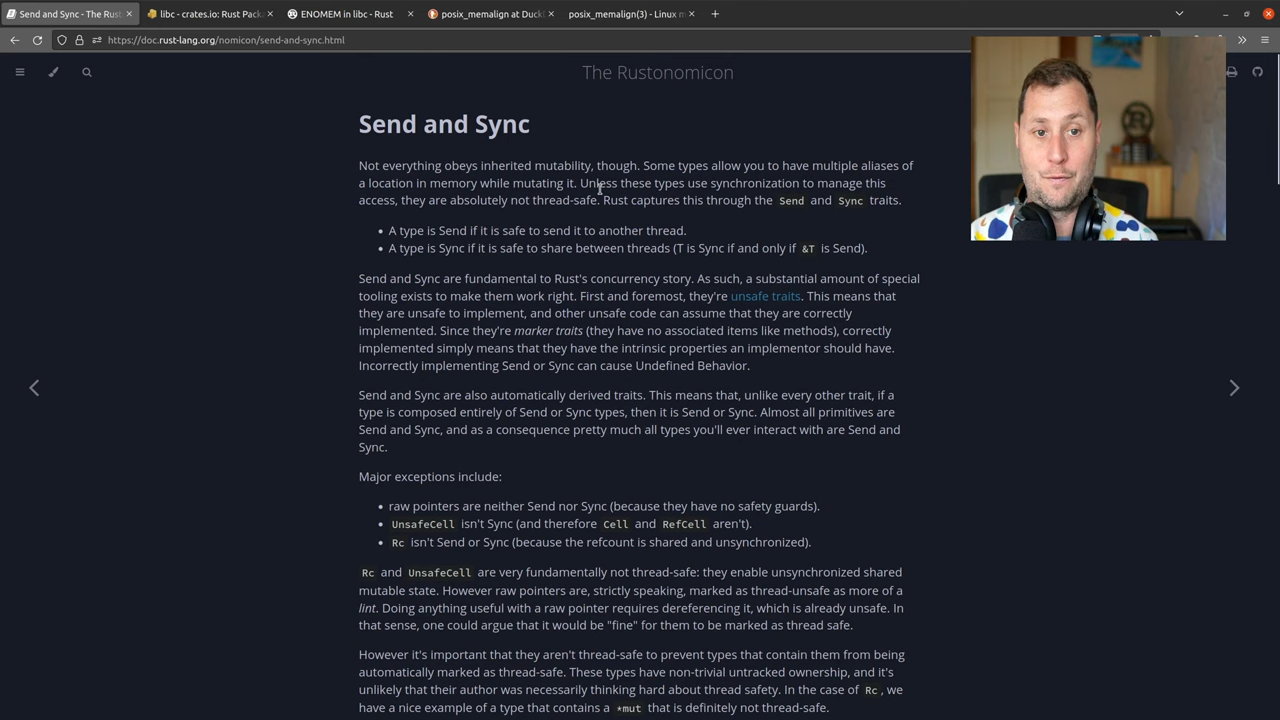 Send and Sync - The Rust
libc - crates.io: Rust Pack
ENOMEM in libc - Rust
posix_memalign at Duck
posix_memalign(3) - Linux m
https://doc.rust-lang.org/nomicon/send-and-sync.html
The Rustonomicon
Send and Sync
Not everything obeys inherited mutability, though. Some types allow you to have multiple aliases of
a location in memory while mutating it. Unless these types use synchronization to manage this
access, they are absolutely not thread-safe. Rust captures this through the Send and Sync traits.
• A type is Send if it is safe to send it to another thread.
• A type is Sync if it is safe to share between threads (T is Sync if and only if &T is Send).
Send and Sync are fundamental to Rust's concurrency story. As such, a substantial amount of special
tooling exists to make them work right. First and foremost, they're unsafe traits. This means that
they are unsafe to implement, and other unsafe code can assume that they are correctly
implemented. Since they're marker traits (they have no associated items like methods), correctly
implemented simply means that they have the intrinsic properties an implementor should have.
Incorrectly implementing Send or Sync can cause Undefined Behavior.
Send and Sync are also automatically derived traits. This means that, unlike every other trait, if a
type is composed entirely of Send or Sync types, then it is Send or Sync. Almost all primitives are
Send and Sync, and as a consequence pretty much all types you'll ever interact with are Send and
Sync.
Major exceptions include:
• raw pointers are neither Send nor Sync (because they have no safety guards).
• UnsafeCell isn't Sync (and therefore Cell and RefCell aren't).
• Rc isn't Send or Sync (because the refcount is shared and unsynchronized).
Rc and UnsafeCell are very fundamentally not thread-safe: they enable unsynchronized shared
mutable state. However raw pointers are, strictly speaking, marked as thread-unsafe as more of a
lint. Doing anything useful with a raw pointer requires dereferencing it, which is already unsafe. In
that sense, one could argue that it would be "fine" for them to be marked as thread safe.
However it's important that they aren't thread-safe to prevent types that contain them from being
automatically marked as thread-safe. These types have non-trivial untracked ownership, and it's
unlikely that their author was necessarily thinking hard about thread safety. In the case of Rc, we
have a nice example of a type that contains a *mut that is definitely not thread-safe.